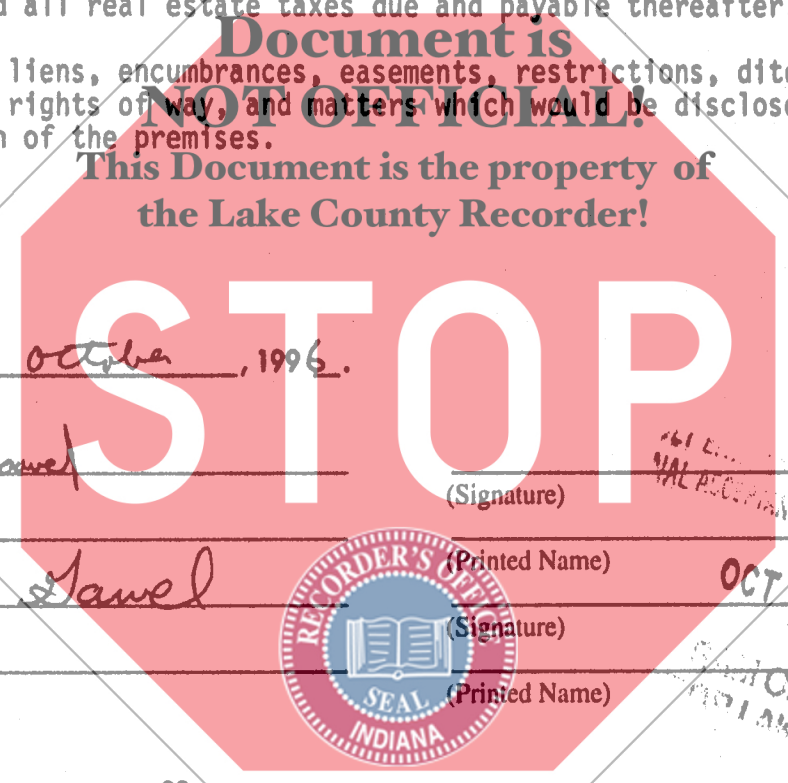 d all real estate taxes due and payable thereafter
Document is
liens, encumbrances, easements, restrictions, dit
NOT OFFICIAL!
rights of way, and matters which would be disclose
n of the premises.
This Document is the property of
the Lake County Recorder!
STOP
October, 1996.
(Signature)
(Printed Name)
Gawel
OCT
(Signature)
(Printed Name)
RECORDER'S OFFICE
SEAL
INDIANA